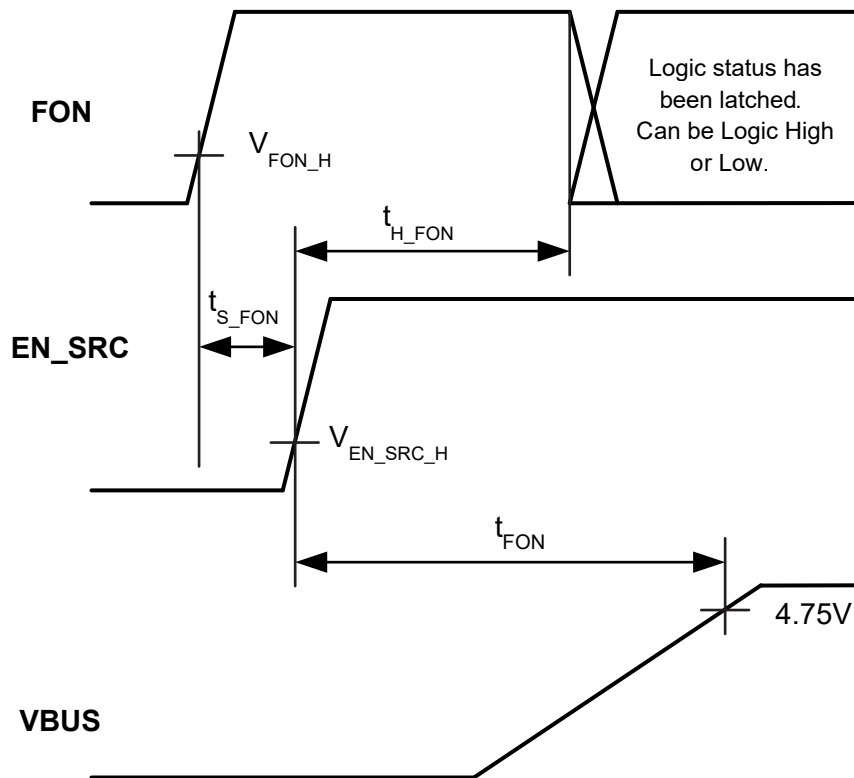 Logic status has
been latched.
Can be Logic High
or Low.
FON
V_FON_H
t_H_FON
t_S_FON
EN_SRC
V_EN_SRC_H
t_FON
4.75V
VBUS